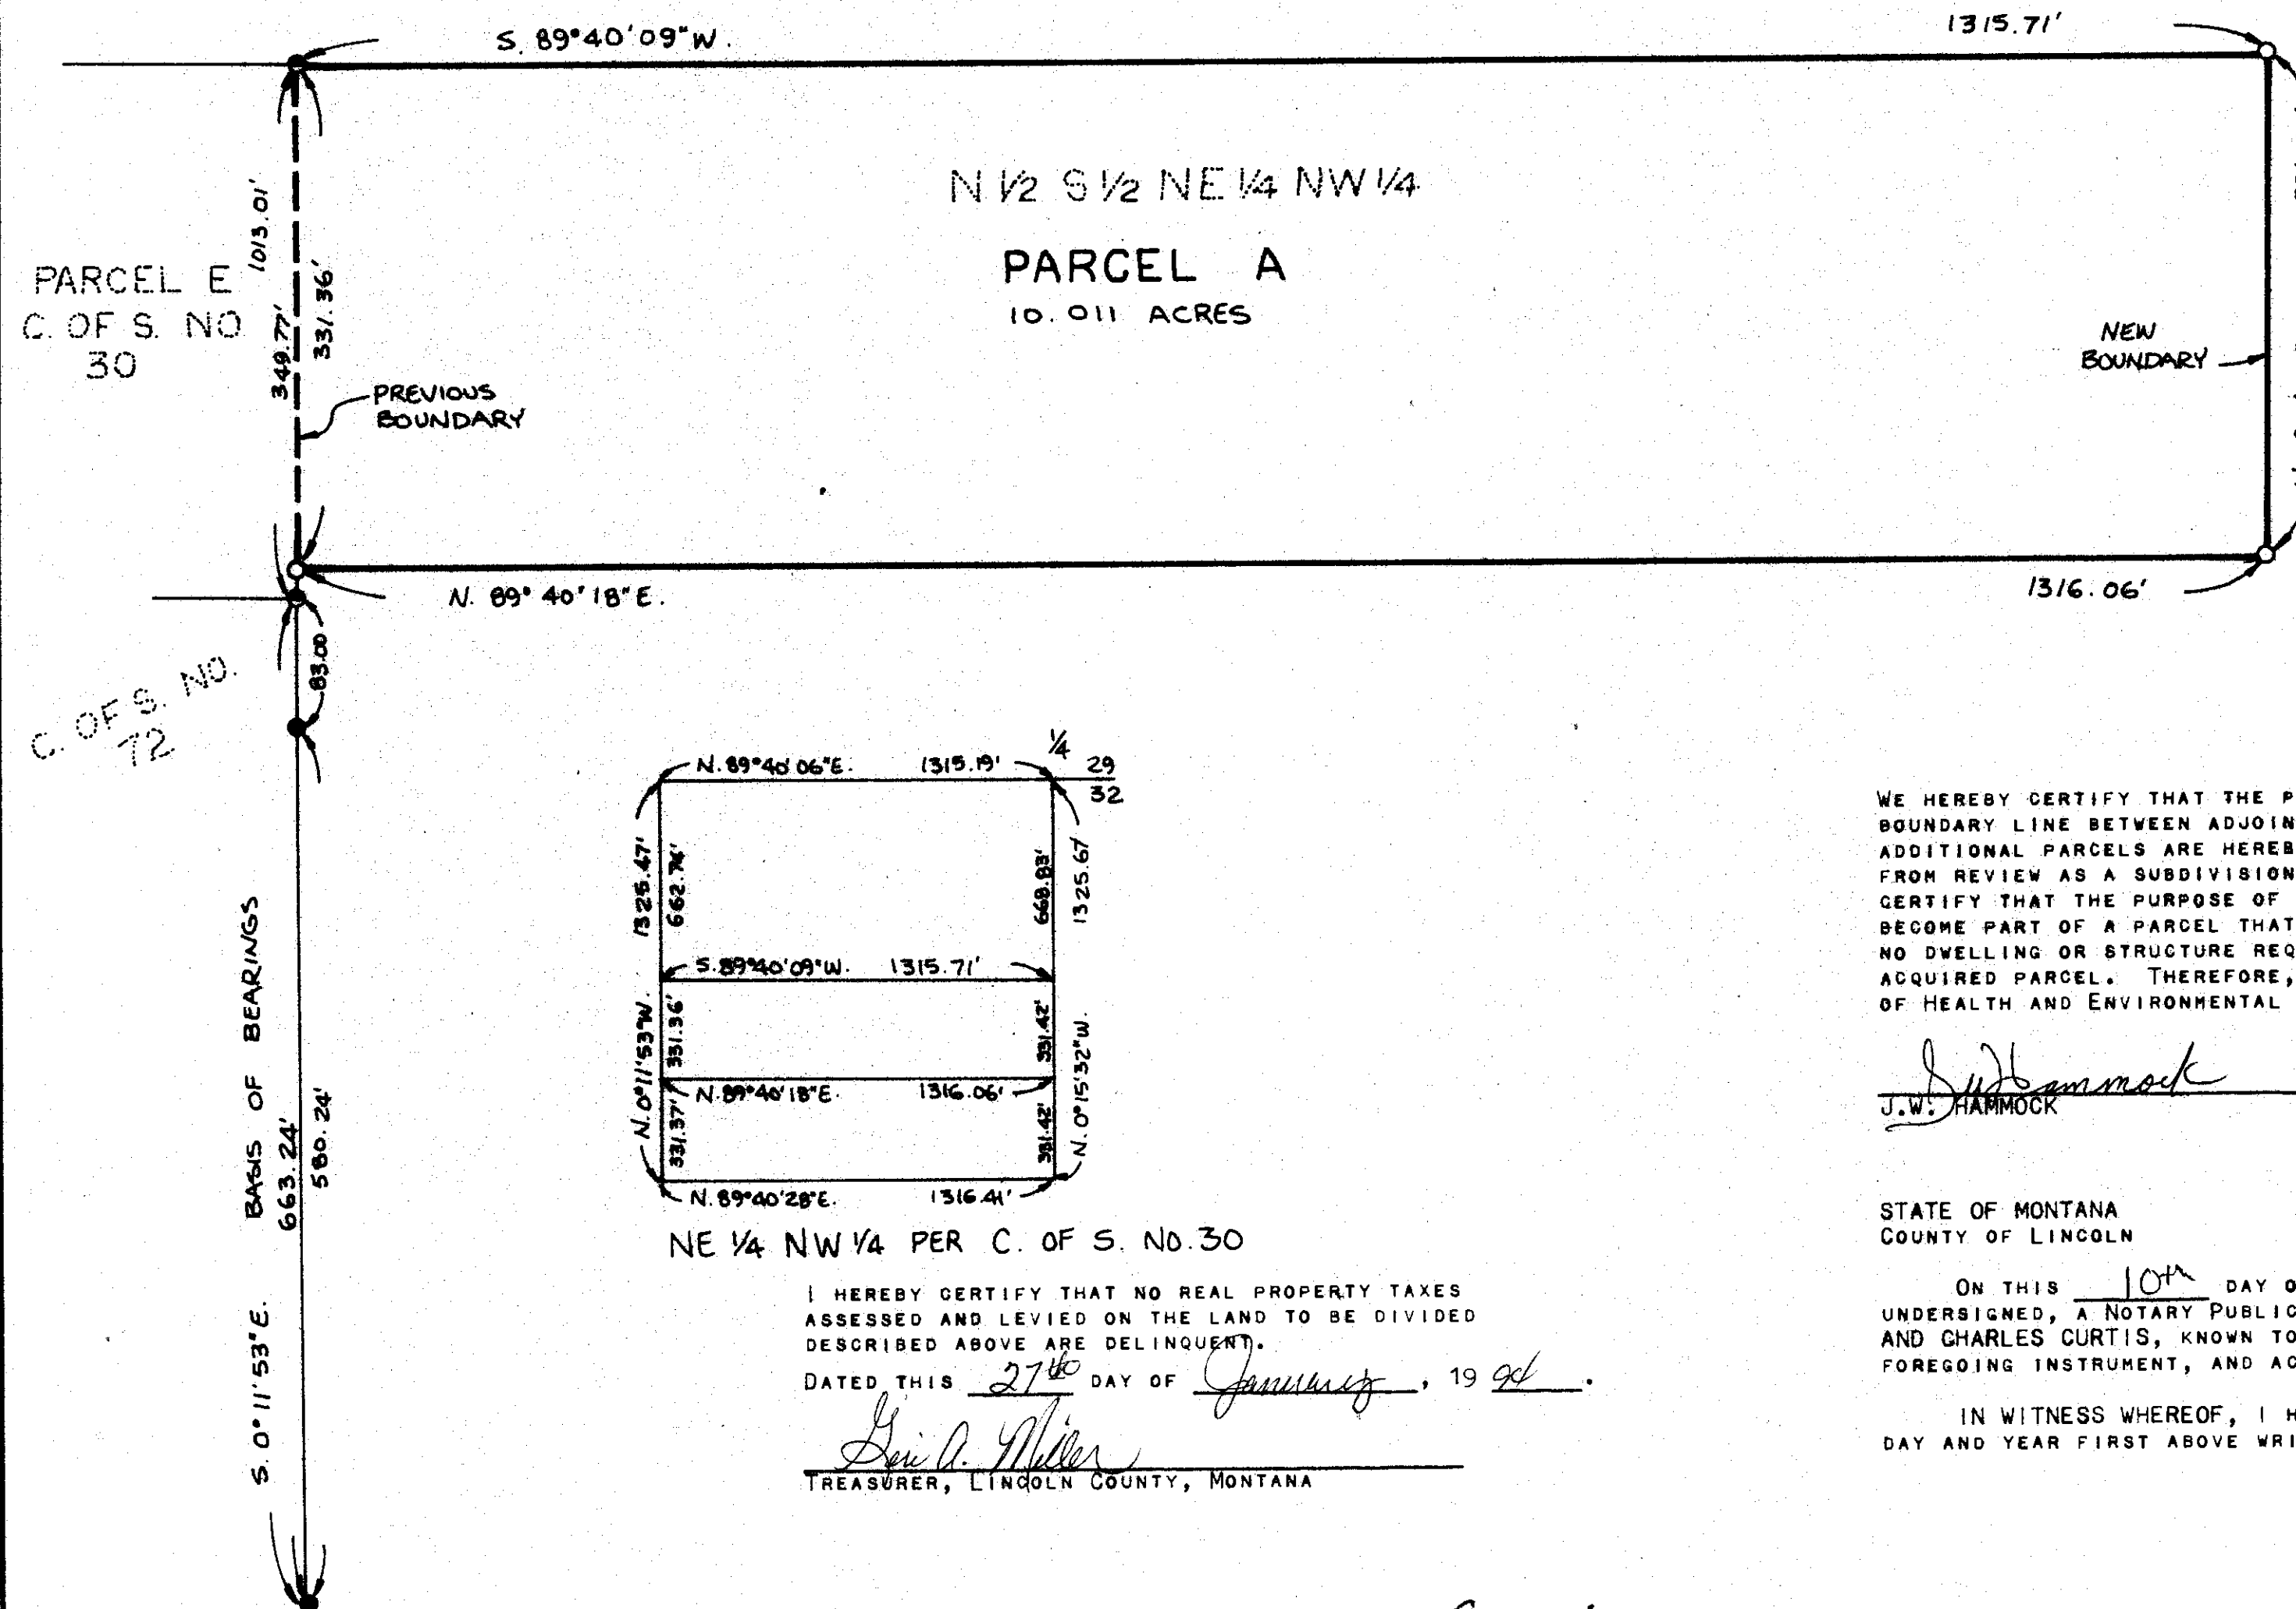 S. 89°40'09"W.
1315.71'
N 1/2 S 1/2 NE 1/4 NW 1/4
PARCEL A
10.011 ACRES
1013.01'
349.77'
331.36'
PARCEL E
C. OF S. NO
30
PREVIOUS
BOUNDARY
NEW
BOUNDARY
N. 89°40'18"E.
1316.06'
83.00
C. OF S. NO.
72
BASIS OF BEARINGS
S. 0°11'53"E.
663.24'
580.24'
N. 89°40'06"E. 1315.19'
1/4
29
32
1325.47'
662.74'
1325.67
S. 89°40'09"W. 1315.71'
N. 0°11'53"W.
331.36'
331.42'
N. 0°15'32"W.
N. 89°40'18"E. 1316.06'
331.37'
331.42'
N. 89°40'28"E. 1316.41'
NE 1/4 NW 1/4 PER C. OF S. NO. 30
I HEREBY CERTIFY THAT NO REAL PROPERTY TAXES
ASSESSED AND LEVIED ON THE LAND TO BE DIVIDED
DESCRIBED ABOVE ARE DELINQUENT.
DATED THIS 27th DAY OF January, 19 94.
TREASURER, LINCOLN COUNTY, MONTANA
WE HEREBY CERTIFY THAT THE P
BOUNDARY LINE BETWEEN ADJOIN
ADDITIONAL PARCELS ARE HEREB
FROM REVIEW AS A SUBDIVISION
CERTIFY THAT THE PURPOSE OF
BECOME PART OF A PARCEL THAT
NO DWELLING OR STRUCTURE REQ
ACQUIRED PARCEL. THEREFORE,
OF HEALTH AND ENVIRONMENTAL
J.W. HAMMOCK
STATE OF MONTANA
COUNTY OF LINCOLN
ON THIS 10th DAY O
UNDERSIGNED, A NOTARY PUBLIC
AND CHARLES CURTIS, KNOWN TO
FOREGOING INSTRUMENT, AND AC
IN WITNESS WHEREOF, I H
DAY AND YEAR FIRST ABOVE WRI